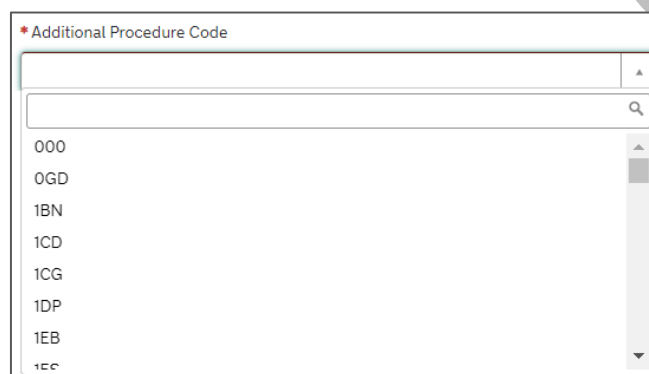 *Additional Procedure Code
000
0GD
1BN
1CD
1CG
1DP
1EB